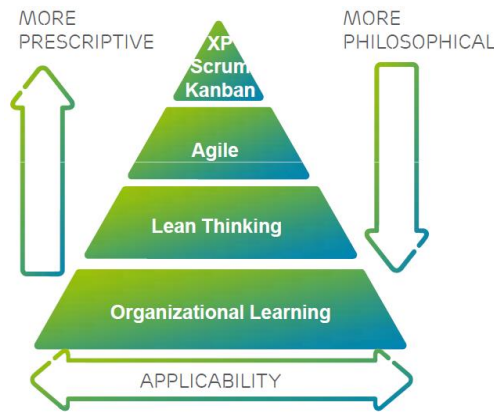 MORE
PRESCRIPTIVE
MORE
PHILOSOPHICAL
XP
Scrum
Kanban
Agile
Lean Thinking
Organizational Learning
APPLICABILITY